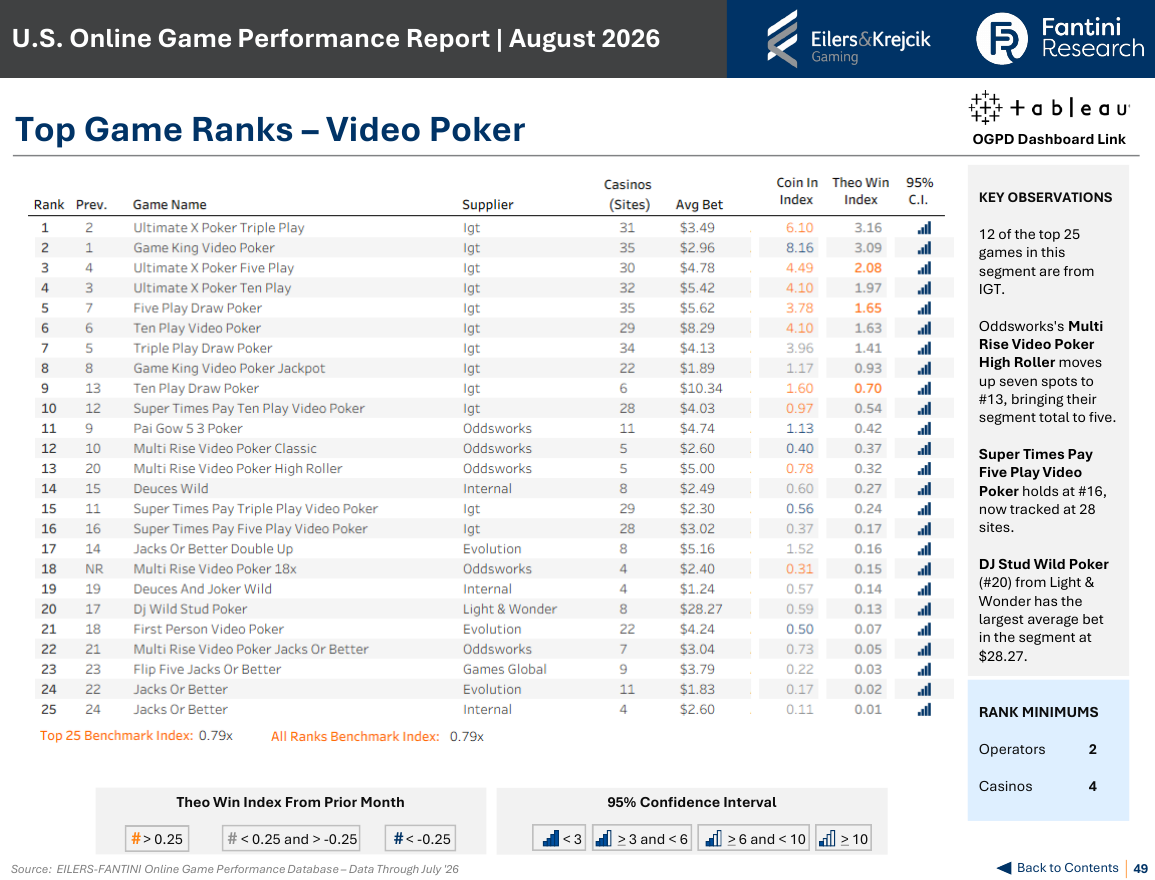 U.S. Online Game Performance Report | August 2026
Eilers&Krejcik
Gaming
Fantini
Research
Top Game Ranks – Video Poker
+ a b l e a u
OGPD Dashboard Link
Rank Prev. Game Name Supplier Casinos (Sites) Avg Bet Coin In Index Theo Win Index 95% C.I.
1 2 Ultimate X Poker Triple Play Igt 31 $3.49 6.10 3.16
2 1 Game King Video Poker Igt 35 $2.96 8.16 3.09
3 4 Ultimate X Poker Five Play Igt 30 $4.78 4.49 2.08
4 3 Ultimate X Poker Ten Play Igt 32 $5.42 4.10 1.97
5 7 Five Play Draw Poker Igt 35 $5.62 3.78 1.65
6 6 Ten Play Video Poker Igt 29 $8.29 4.10 1.63
7 5 Triple Play Draw Poker Igt 34 $4.13 3.96 1.41
8 8 Game King Video Poker Jackpot Igt 22 $1.89 1.17 0.93
9 13 Ten Play Draw Poker Igt 6 $10.34 1.60 0.70
10 12 Super Times Pay Ten Play Video Poker Igt 28 $4.03 0.97 0.54
11 9 Pai Gow 5 3 Poker Oddsworks 11 $4.74 1.13 0.42
12 10 Multi Rise Video Poker Classic Oddsworks 5 $2.60 0.40 0.37
13 20 Multi Rise Video Poker High Roller Oddsworks 5 $5.00 0.78 0.32
14 15 Deuces Wild Internal 8 $2.49 0.60 0.27
15 11 Super Times Pay Triple Play Video Poker Igt 29 $2.30 0.56 0.24
16 16 Super Times Pay Five Play Video Poker Igt 28 $3.02 0.37 0.17
17 14 Jacks Or Better Double Up Evolution 8 $5.16 1.52 0.16
18 NR Multi Rise Video Poker 18x Oddsworks 4 $2.40 0.31 0.15
19 19 Deuces And Joker Wild Internal 4 $1.24 0.57 0.14
20 17 Dj Wild Stud Poker Light & Wonder 8 $28.27 0.59 0.13
21 18 First Person Video Poker Evolution 22 $4.24 0.50 0.07
22 21 Multi Rise Video Poker Jacks Or Better Oddsworks 7 $3.04 0.73 0.05
23 23 Flip Five Jacks Or Better Games Global 9 $3.79 0.22 0.03
24 22 Jacks Or Better Evolution 11 $1.83 0.17 0.02
25 24 Jacks Or Better Internal 4 $2.60 0.11 0.01
Top 25 Benchmark Index: 0.79x All Ranks Benchmark Index: 0.79x
KEY OBSERVATIONS
12 of the top 25
games in this
segment are from
IGT.
Oddsworks's Multi
Rise Video Poker
High Roller moves
up seven spots to
#13, bringing their
segment total to five.
Super Times Pay
Five Play Video
Poker holds at #16,
now tracked at 28
sites.
DJ Stud Wild Poker
(#20) from Light &
Wonder has the
largest average bet
in the segment at
$28.27.
RANK MINIMUMS
Operators 2
Casinos 4
Theo Win Index From Prior Month
# > 0.25 # < 0.25 and > -0.25 # < -0.25
95% Confidence Interval
< 3 ≥ 3 and < 6 ≥ 6 and < 10 ≥ 10
Source: EILERS-FANTINI Online Game Performance Database – Data Through July '26
Back to Contents 49